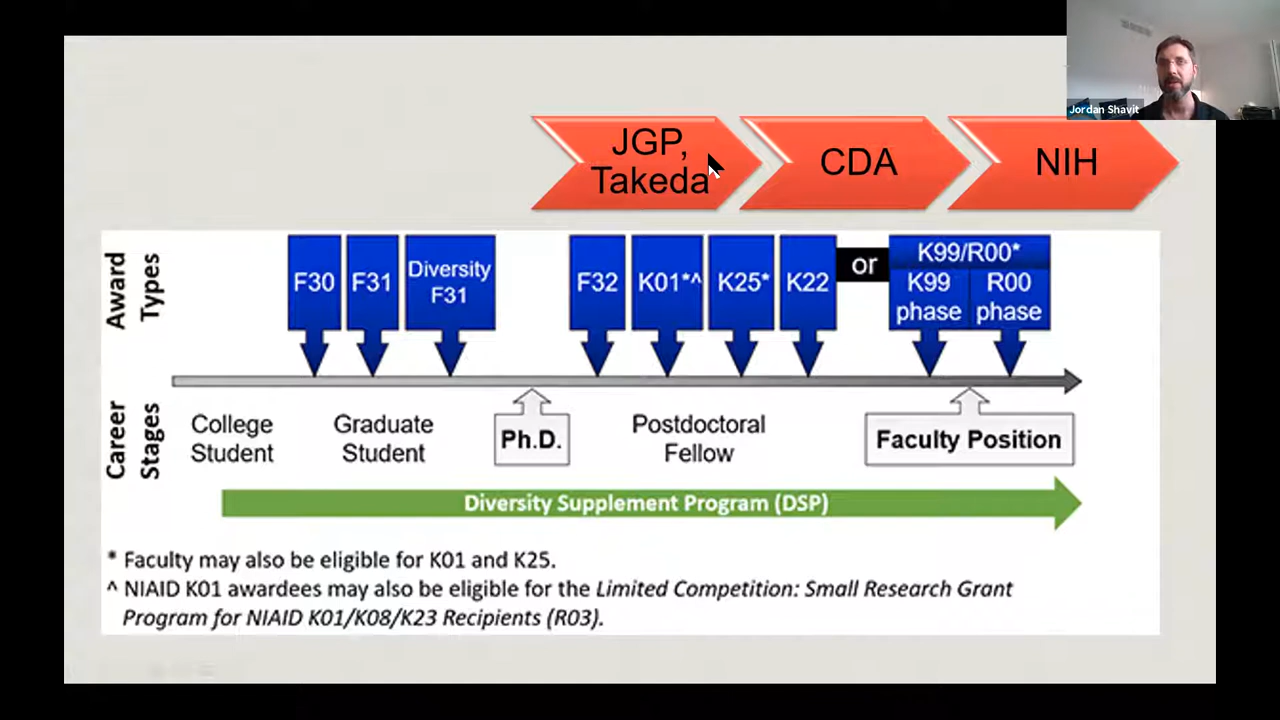 Jordan Shavit
JGP,
Takeda
CDA
NIH
Award
Types
F30
F31
Diversity
F31
F32
K01*^
K25*
K22
or
K99/R00*
K99
phase
R00
phase
Career
Stages
College
Student
Graduate
Student
Ph.D.
Postdoctoral
Fellow
Faculty Position
Diversity Supplement Program (DSP)
* Faculty may also be eligible for K01 and K25.
^ NIAID K01 awardees may also be eligible for the Limited Competition: Small Research Grant
Program for NIAID K01/K08/K23 Recipients (R03).